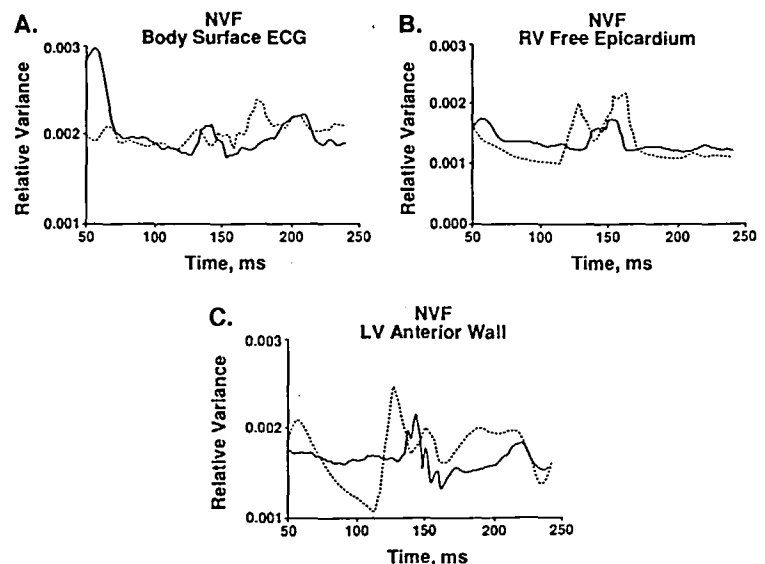 A.
NVF
Body Surface ECG
Relative Variance
0.003
0.002
0.001
50
100
150
200
250
Time, ms
B.
NVF
RV Free Epicardium
Relative Variance
0.003
0.002
0.001
0.000
50
100
150
200
250
Time, ms
C.
NVF
LV Anterior Wall
Relative Variance
0.003
0.002
0.001
50
100
150
200
250
Time, ms